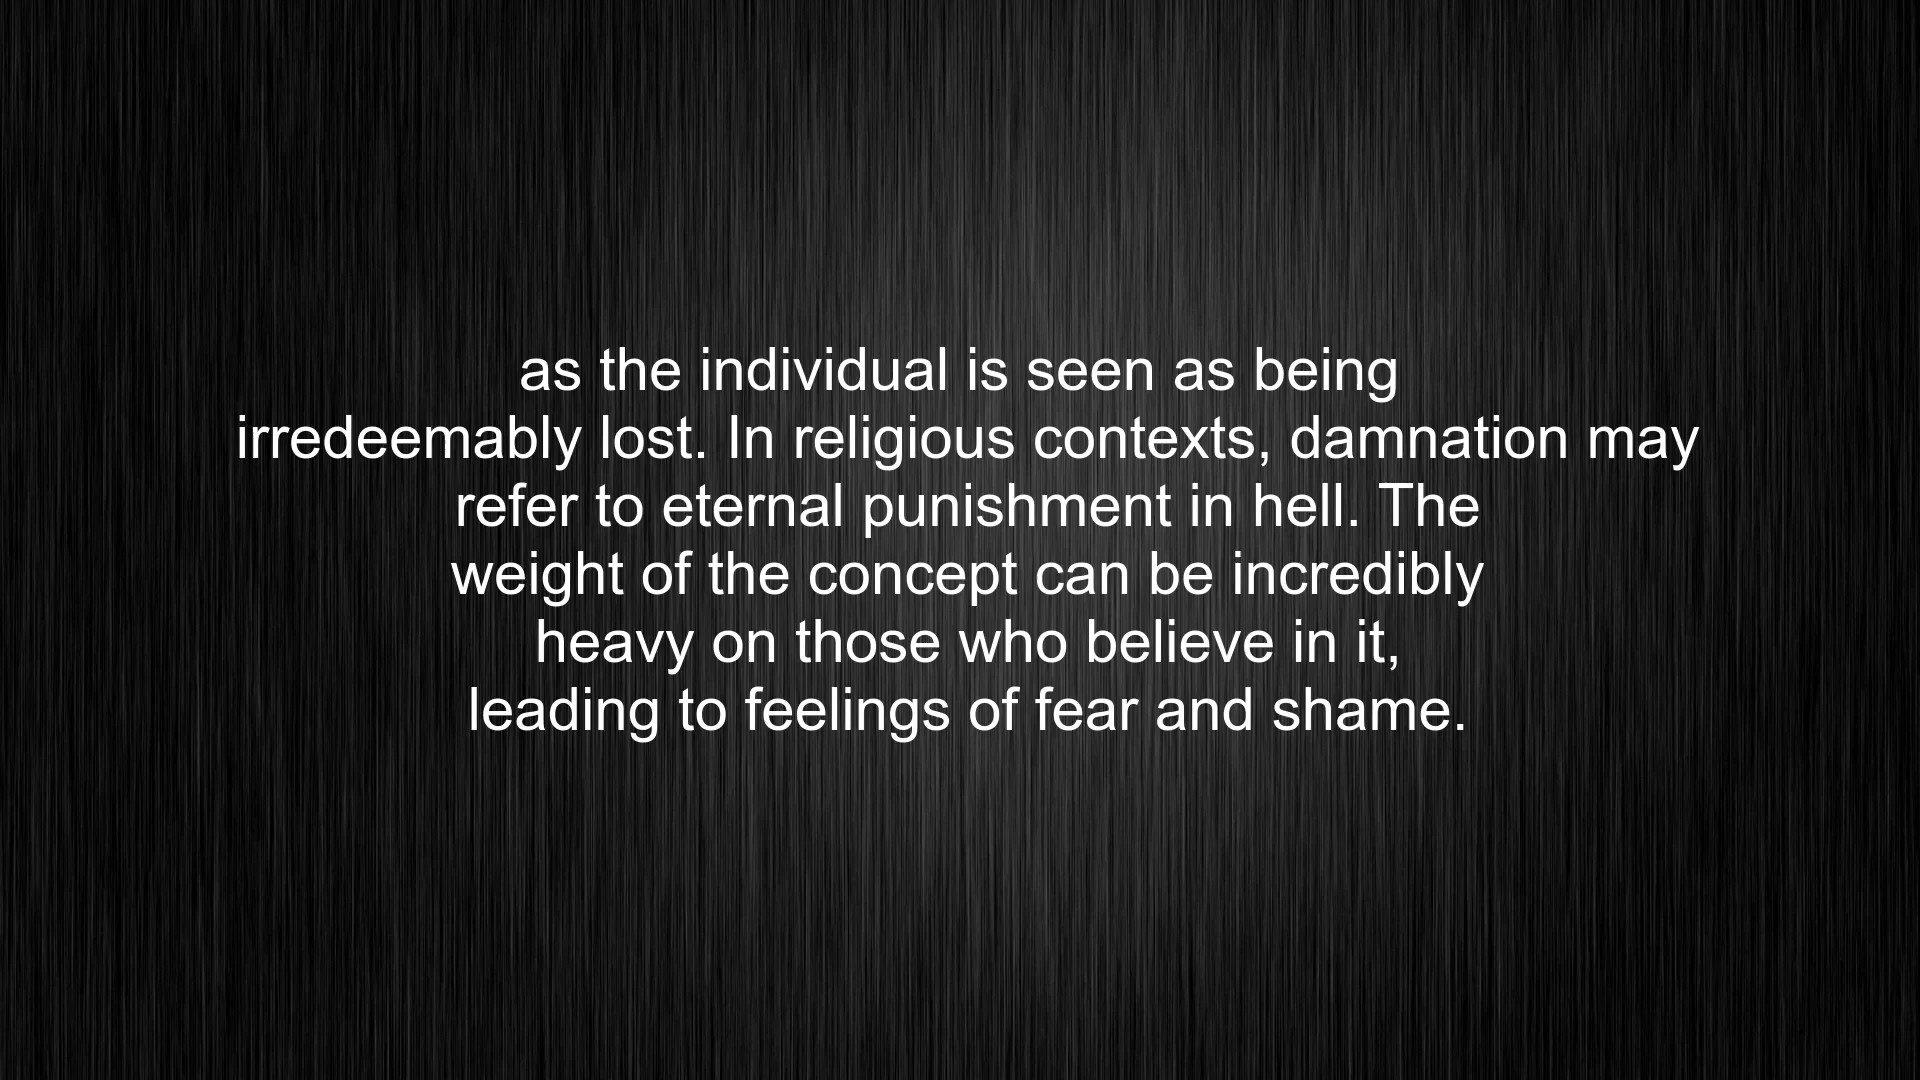 as the individual is seen as being
irredeemably lost. In religious contexts, damnation may
refer to eternal punishment in hell. The
weight of the concept can be incredibly
heavy on those who believe in it,
leading to feelings of fear and shame.